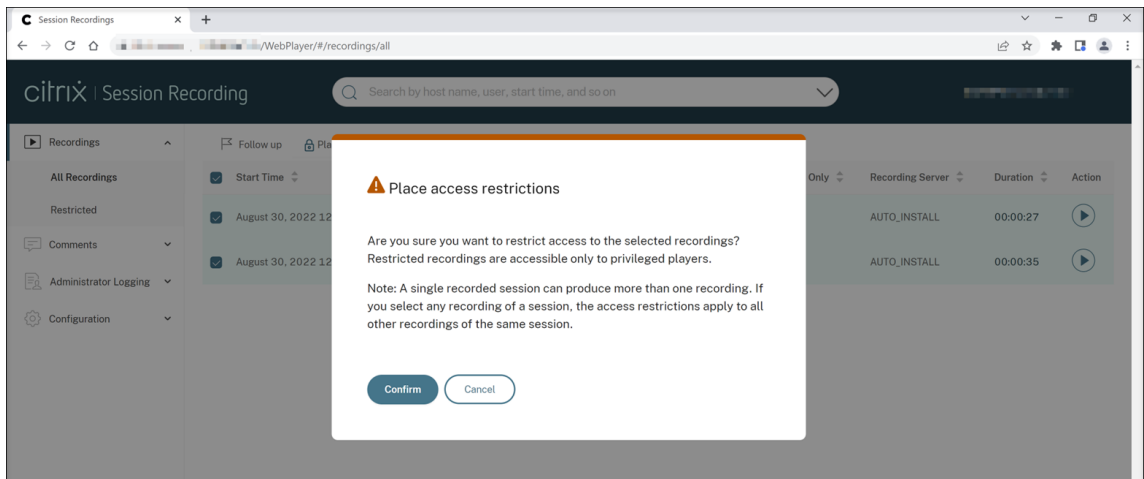 Session Recordings
/WebPlayer/#/recordings/all
citrix | Session Recording
Search by host name, user, start time, and so on
Recordings
Follow up
Pla
All Recordings
Start Time
Only
Recording Server
Duration
Action
Restricted
August 30, 2022 12
AUTO_INSTALL
00:00:27
Comments
August 30, 2022 12
AUTO_INSTALL
00:00:35
Administrator Logging
Configuration
Place access restrictions
Are you sure you want to restrict access to the selected recordings?
Restricted recordings are accessible only to privileged players.
Note: A single recorded session can produce more than one recording. If
you select any recording of a session, the access restrictions apply to all
other recordings of the same session.
Confirm
Cancel